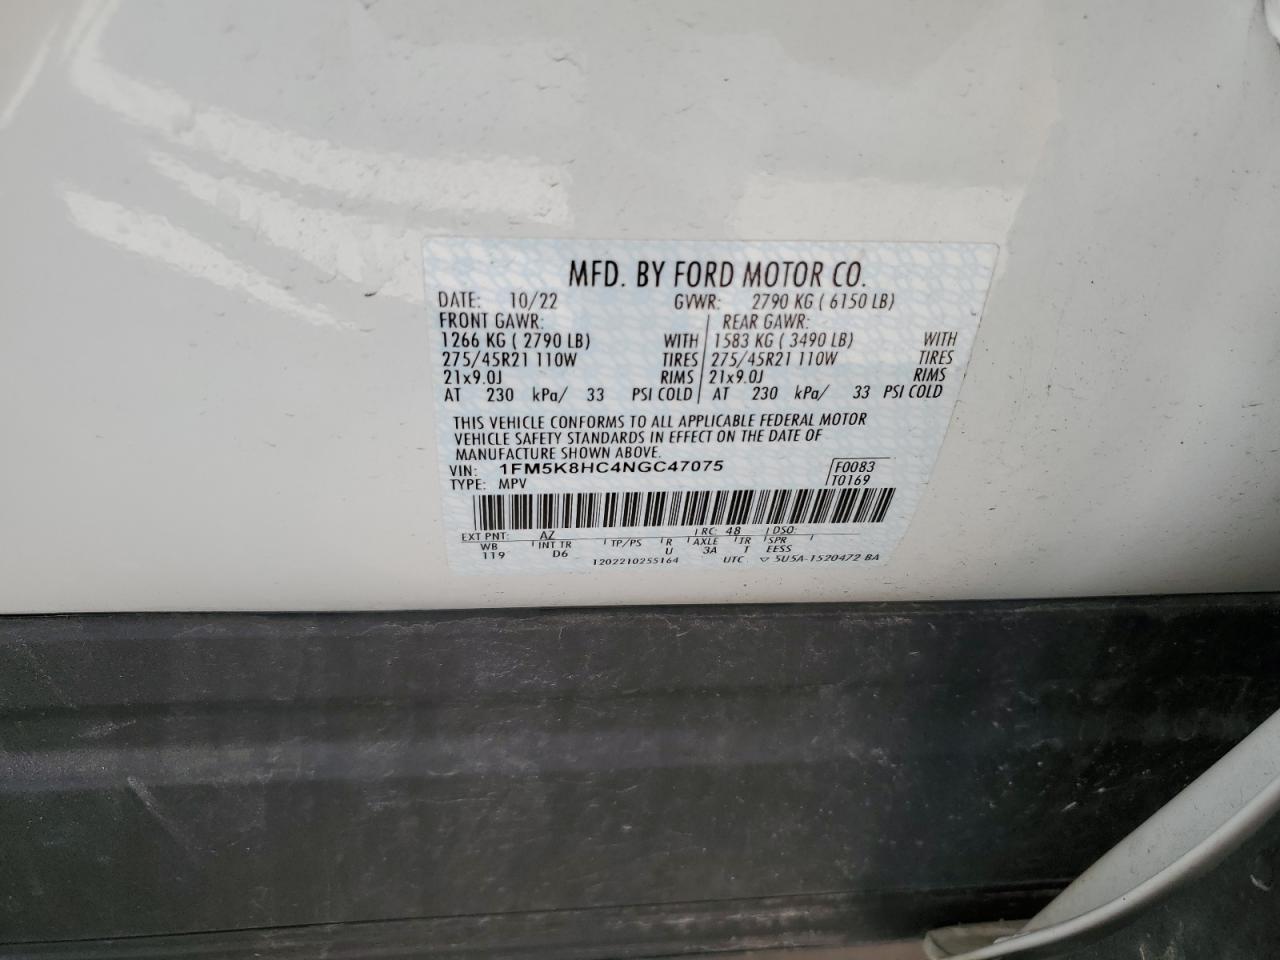 MFD. BY FORD MOTOR CO.
DATE: 10/22 GVWR: 2790 KG ( 6150 LB)
FRONT GAWR: REAR GAWR:
1266 KG ( 2790 LB) WITH 1583 KG ( 3490 LB) WITH
275/45R21 110W TIRES 275/45R21 110W TIRES
21x9.0J RIMS 21x9.0J RIMS
AT 230 kPa/ 33 PSI COLD AT 230 kPa/ 33 PSI COLD
THIS VEHICLE CONFORMS TO ALL APPLICABLE FEDERAL MOTOR
VEHICLE SAFETY STANDARDS IN EFFECT ON THE DATE OF
MANUFACTURE SHOWN ABOVE.
VIN: 1FM5K8HC4NGC47075 F0083
TYPE: MPV T0169
EXT PNT: AZ RC: 48 DSO:
WB INT TR TP/PS R AXLE TR SPR
119 D6 U 3A T EESS
1202210255164 UTC ▽ 5U5A-1520472 BA